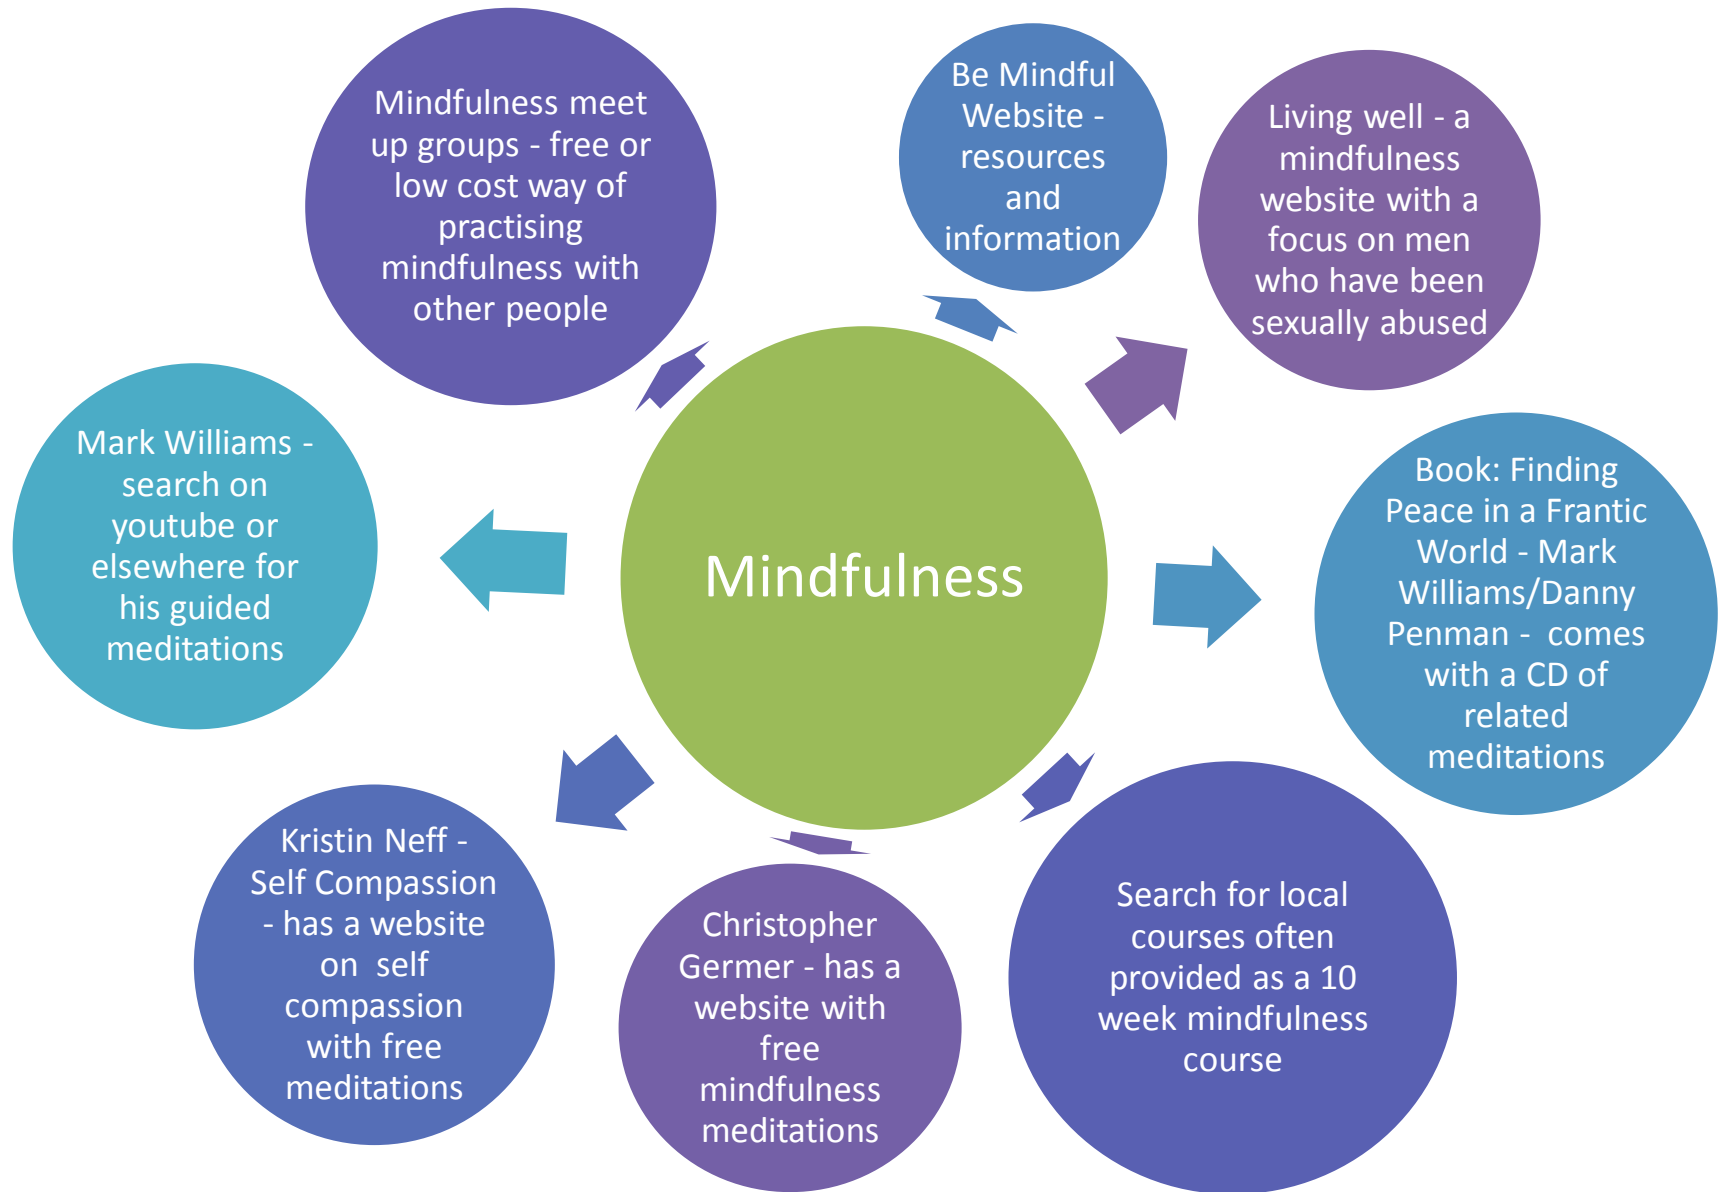 Mindfulness meet
up groups - free or
low cost way of
practising
mindfulness with
other people
Be Mindful
Website -
resources
and
information
Living well - a
mindfulness
website with a
focus on men
who have been
sexually abused
Mark Williams -
search on
youtube or
elsewhere for
his guided
meditations
Mindfulness
Book: Finding
Peace in a Frantic
World - Mark
Williams/Danny
Penman -  comes
with a CD of
related
meditations
Kristin Neff -
Self Compassion
- has a website
on  self
compassion
with free
meditations
Christopher
Germer - has a
website with
free
mindfulness
meditations
Search for local
courses often
provided as a 10
week mindfulness
course